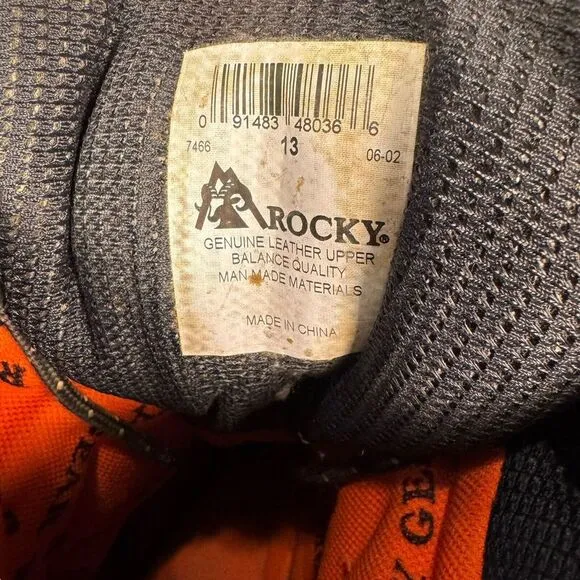 0 91483 48036 6
7466 13 06-02
ROCKY®
GENUINE LEATHER UPPER
BALANCE QUALITY
MAN MADE MATERIALS
MADE IN CHINA